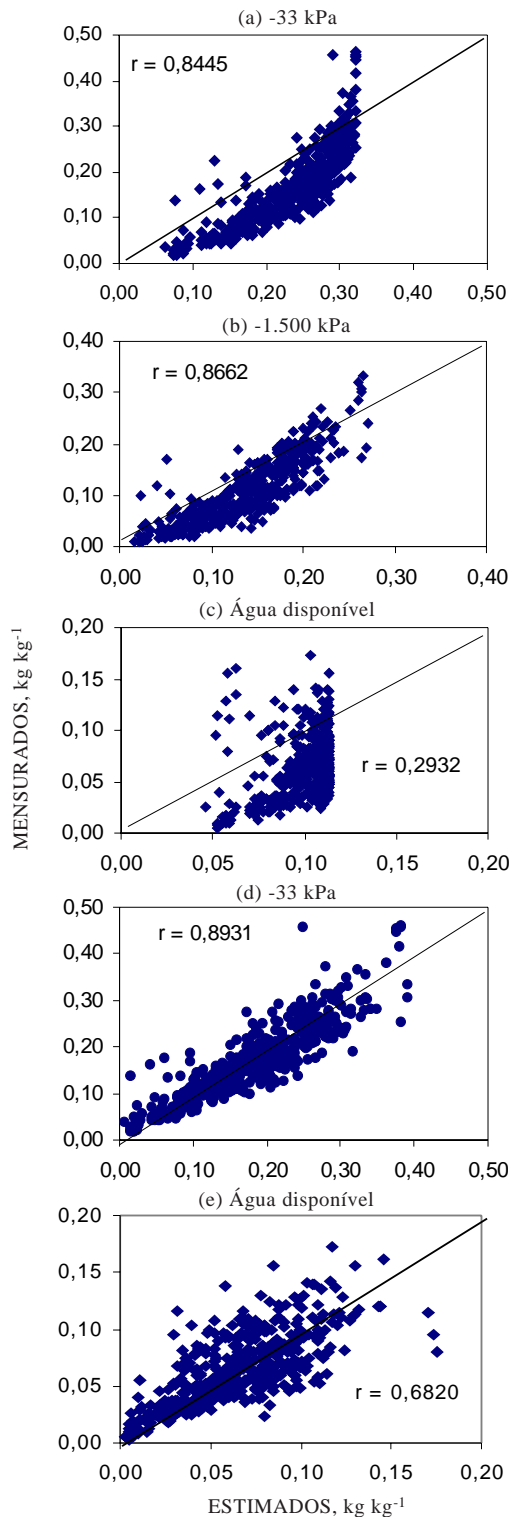 (a) -33 kPa
0,50
r = 0,8445
0,40
0,30
0,20
0,10
0,00
0,00 0,10 0,20 0,30 0,40 0,50
(b) -1.500 kPa
0,40
r = 0,8662
0,30
0,20
0,10
0,00
0,00 0,10 0,20 0,30 0,40
(c) Água disponível
0,20
0,15
0,10
r = 0,2932
0,05
0,00
0,00 0,05 0,10 0,15 0,20
MENSURADOS, kg kg-1
(d) -33 kPa
0,50
r = 0,8931
0,40
0,30
0,20
0,10
0,00
0,00 0,10 0,20 0,30 0,40 0,50
(e) Água disponível
0,20
0,15
0,10
0,05
r = 0,6820
0,00
0,00 0,05 0,10 0,15 0,20
ESTIMADOS, kg kg-1